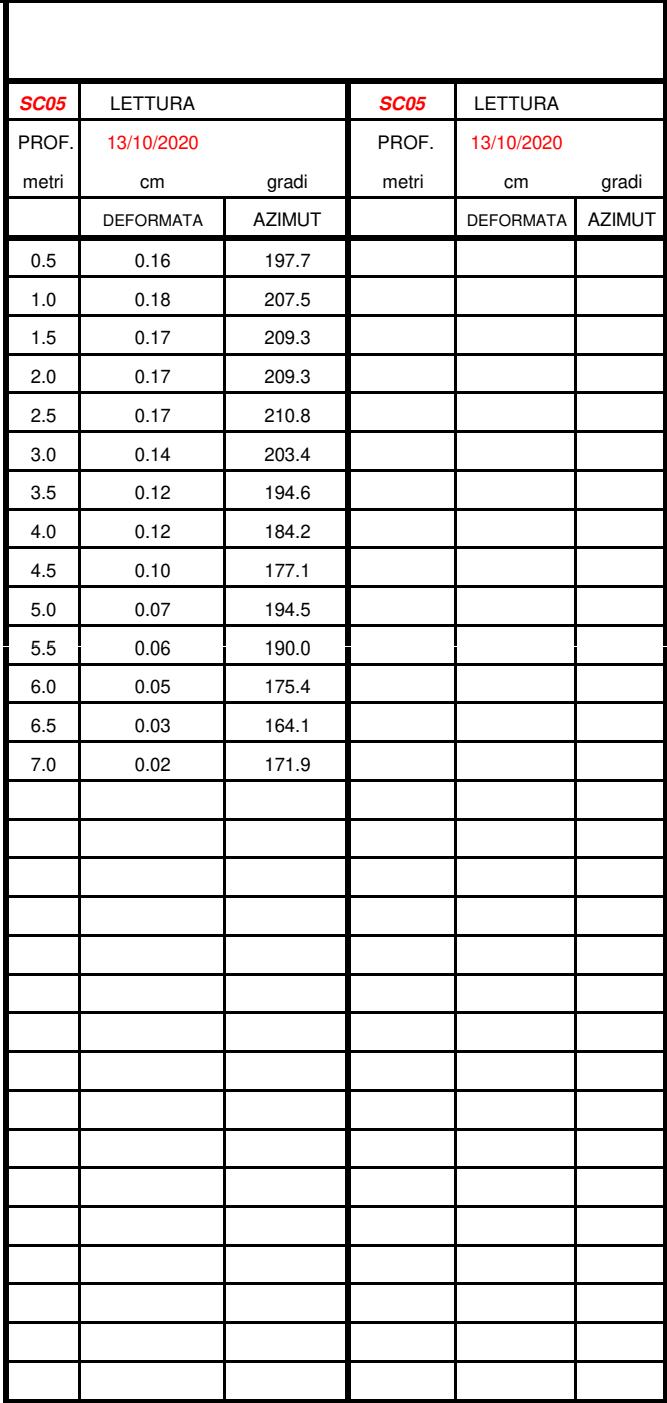 SC05 LETTURA SC05 LETTURA
PROF. 13/10/2020 PROF. 13/10/2020
metri cm gradi metri cm gradi
DEFORMATA AZIMUT DEFORMATA AZIMUT
0.5 0.16 197.7
1.0 0.18 207.5
1.5 0.17 209.3
2.0 0.17 209.3
2.5 0.17 210.8
3.0 0.14 203.4
3.5 0.12 194.6
4.0 0.12 184.2
4.5 0.10 177.1
5.0 0.07 194.5
5.5 0.06 190.0
6.0 0.05 175.4
6.5 0.03 164.1
7.0 0.02 171.9